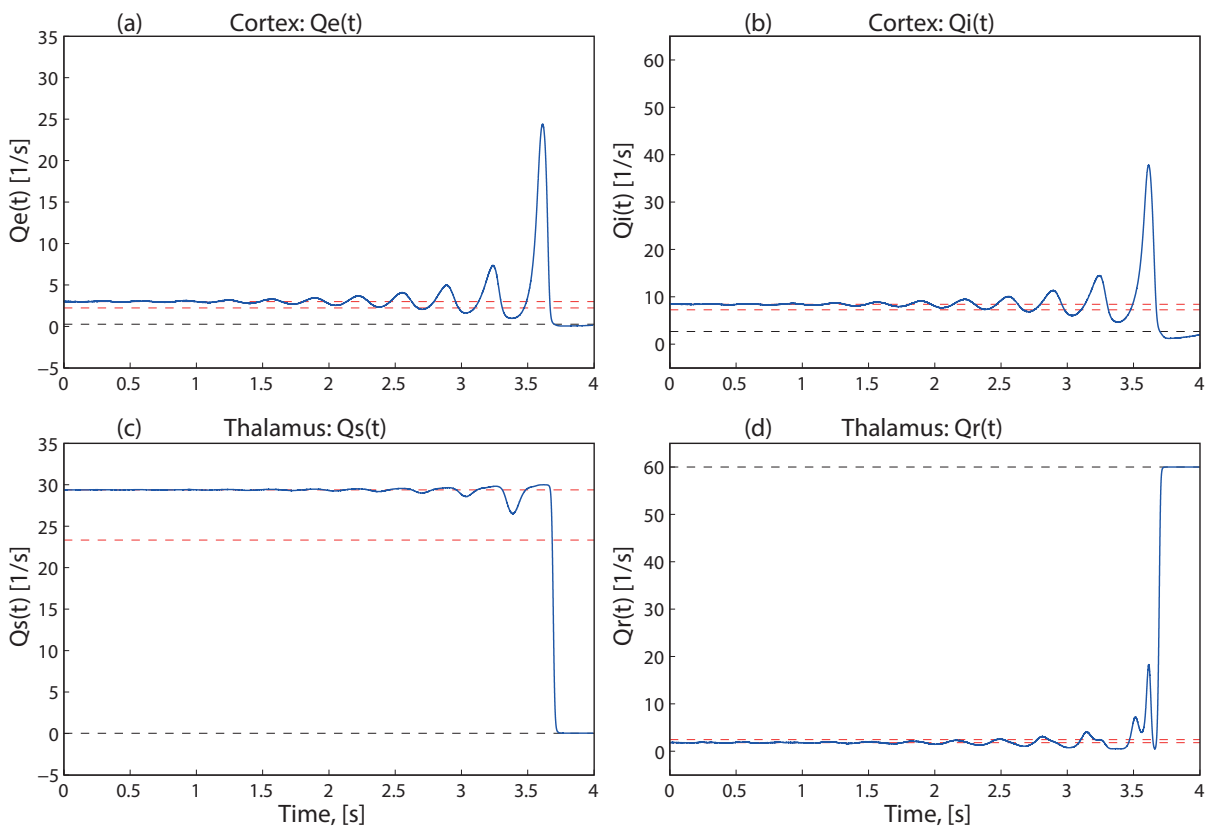 (a) Cortex: Qe(t)
35
30
25
20
15
10
5
0
−5
Qe(t) [1/s]
0 0.5 1 1.5 2 2.5 3 3.5 4
(b) Cortex: Qi(t)
60
50
40
30
20
10
0
Qi(t) [1/s]
0 0.5 1 1.5 2 2.5 3 3.5 4
(c) Thalamus: Qs(t)
35
30
25
20
15
10
5
0
−5
Qs(t) [1/s]
0 0.5 1 1.5 2 2.5 3 3.5 4
Time, [s]
(d) Thalamus: Qr(t)
60
50
40
30
20
10
0
Qr(t) [1/s]
0 0.5 1 1.5 2 2.5 3 3.5 4
Time, [s]